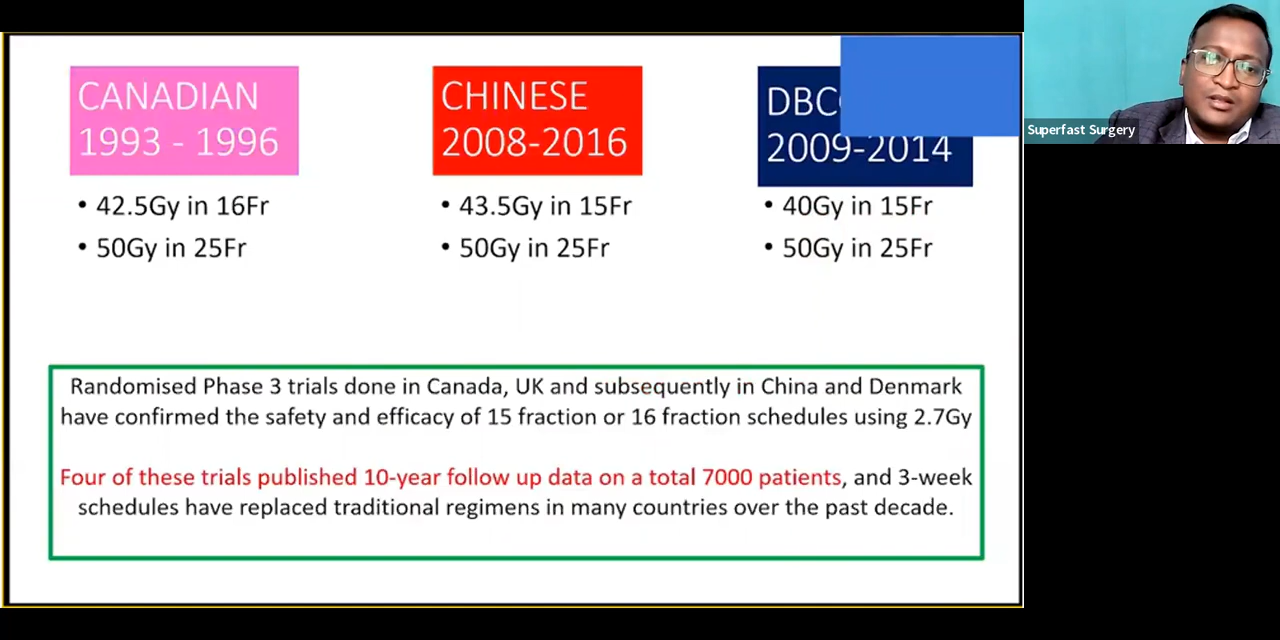 CANADIAN
1993 - 1996
• 42.5Gy in 16Fr
• 50Gy in 25Fr
CHINESE
2008-2016
• 43.5Gy in 15Fr
• 50Gy in 25Fr
2009-2014
• 40Gy in 15Fr
• 50Gy in 25Fr
Randomised Phase 3 trials done in Canada, UK and subsequently in China and Denmark
have confirmed the safety and efficacy of 15 fraction or 16 fraction schedules using 2.7Gy
Four of these trials published 10-year follow up data on a total 7000 patients, and 3-week
schedules have replaced traditional regimens in many countries over the past decade.
Superfast Surgery